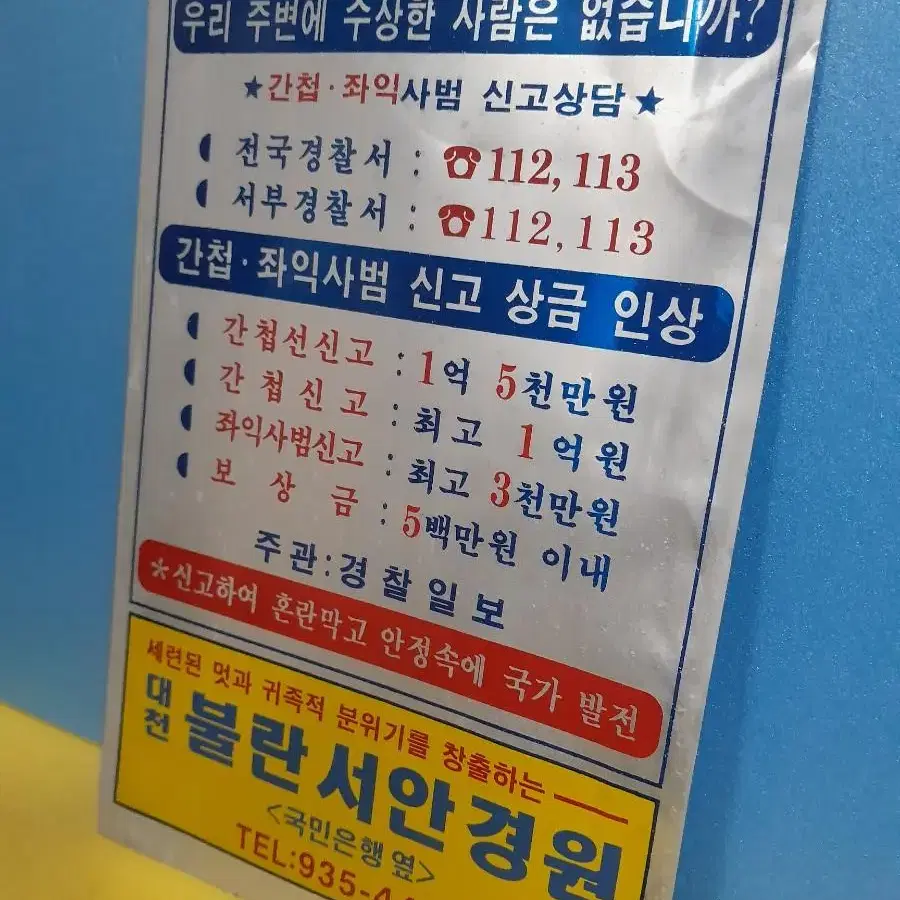 우리 주변에 수상한 사람은 없습니까?
★간첩·좌익사범 신고상담★
전국경찰서 : ☎112, 113
서부경찰서 : ☎112, 113
간첩·좌익사범 신고 상금 인상
간첩선신고 : 1억 5천만원
간첩신고 : 최고 1억원
좌익사범신고 : 최고 3천만원
보상금 : 5백만원 이내
주관:경찰일보
*신고하여 혼란막고 안정속에 국가 발전
세련된 멋과 귀족적 분위기를 창출하는
대전 불란서안경원
<국민은행 옆>
TEL:935-4